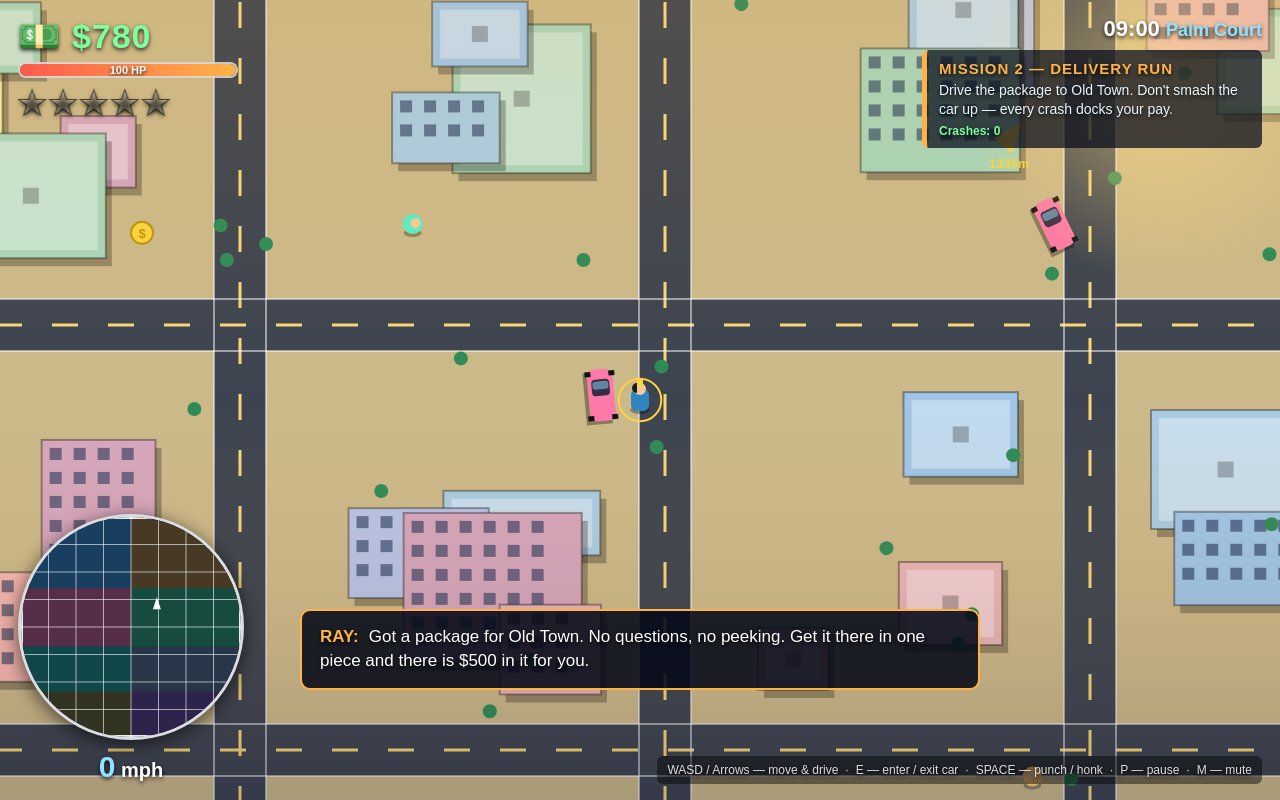 $780
100 HP
09:00 Palm Court
MISSION 2 — DELIVERY RUN
Drive the package to Old Town. Don't smash the
car up — every crash docks your pay.
Crashes: 0
1335m
$
RAY: Got a package for Old Town. No questions, no peeking. Get it there in one
piece and there is $500 in it for you.
0 mph
WASD / Arrows — move & drive · E — enter / exit car · SPACE — punch / honk · P — pause · M — mute